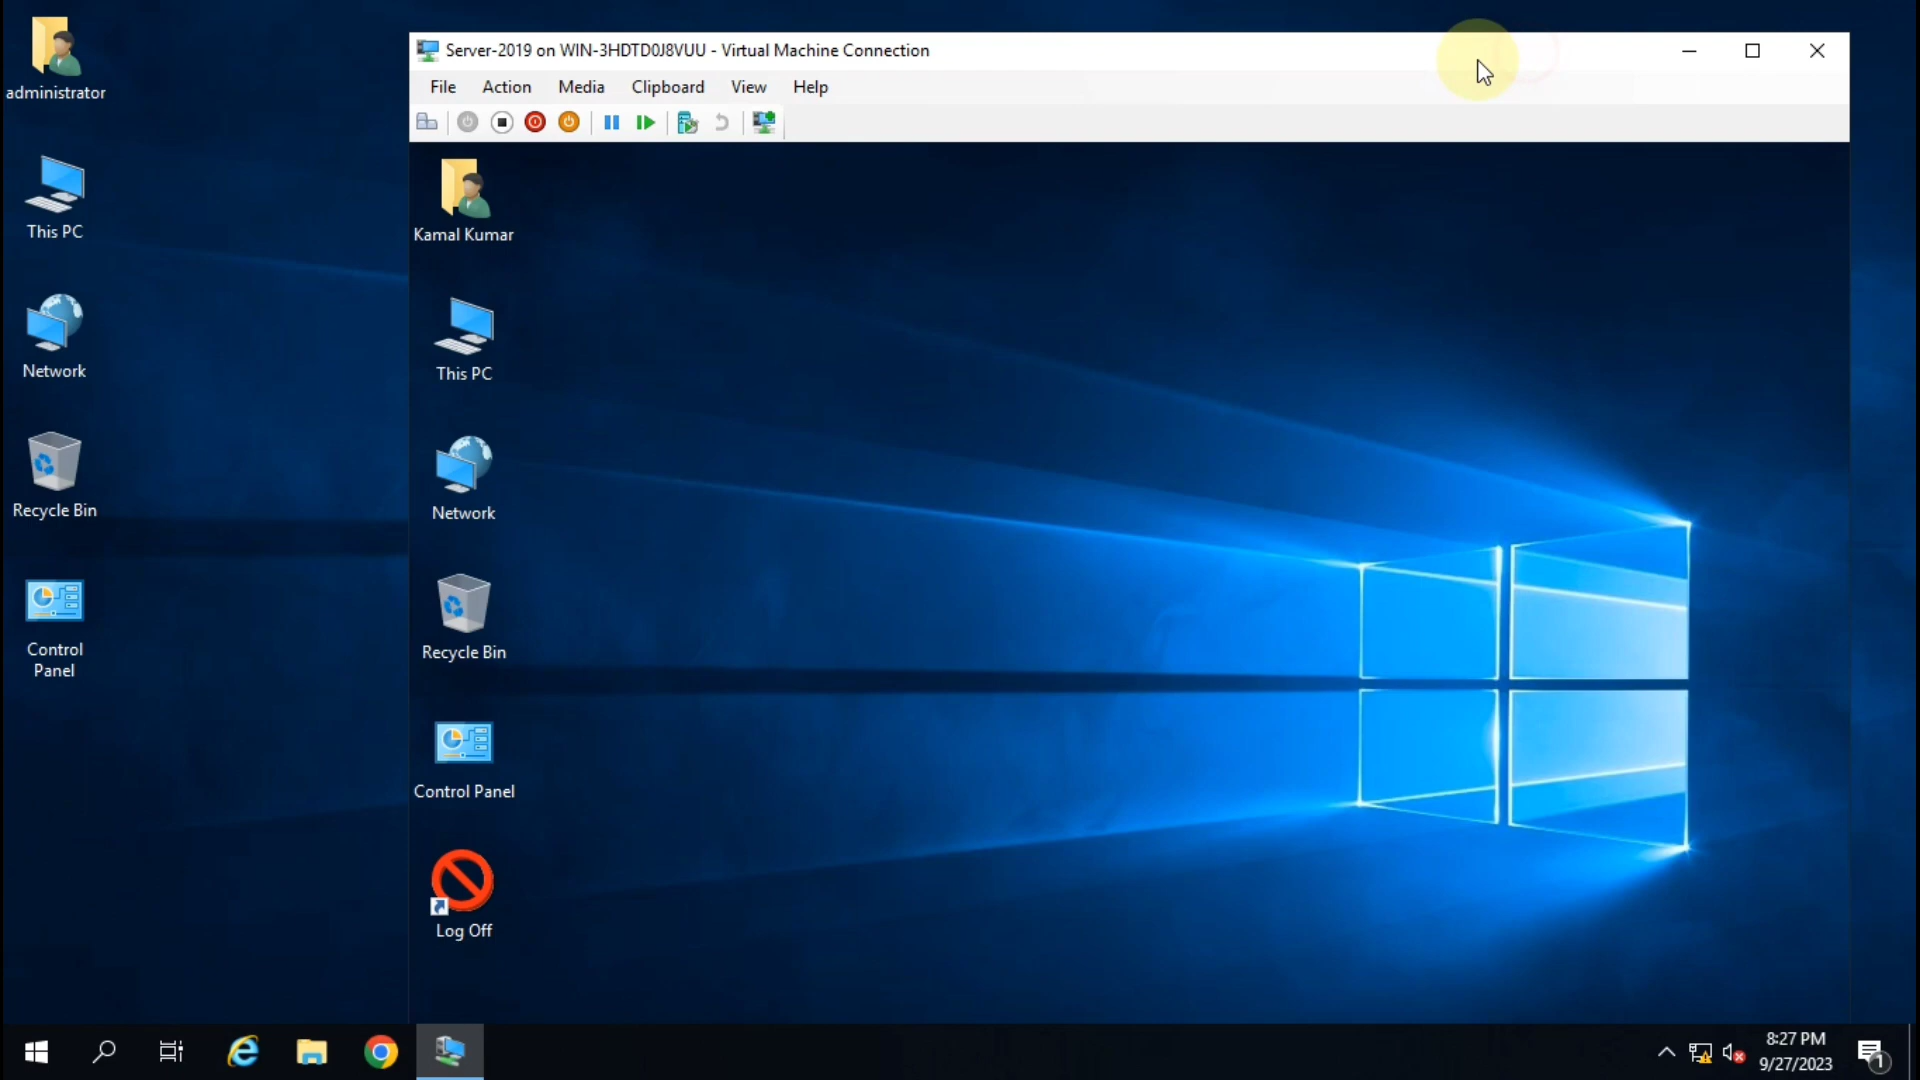 administrator
This PC
Network
Recycle Bin
Control
Panel
Server-2019 on WIN-3HDTD0J8VUU - Virtual Machine Connection
File Action Media Clipboard View Help
Kamal Kumar
This PC
Network
Recycle Bin
Control Panel
Log Off
8:27 PM
9/27/2023
1